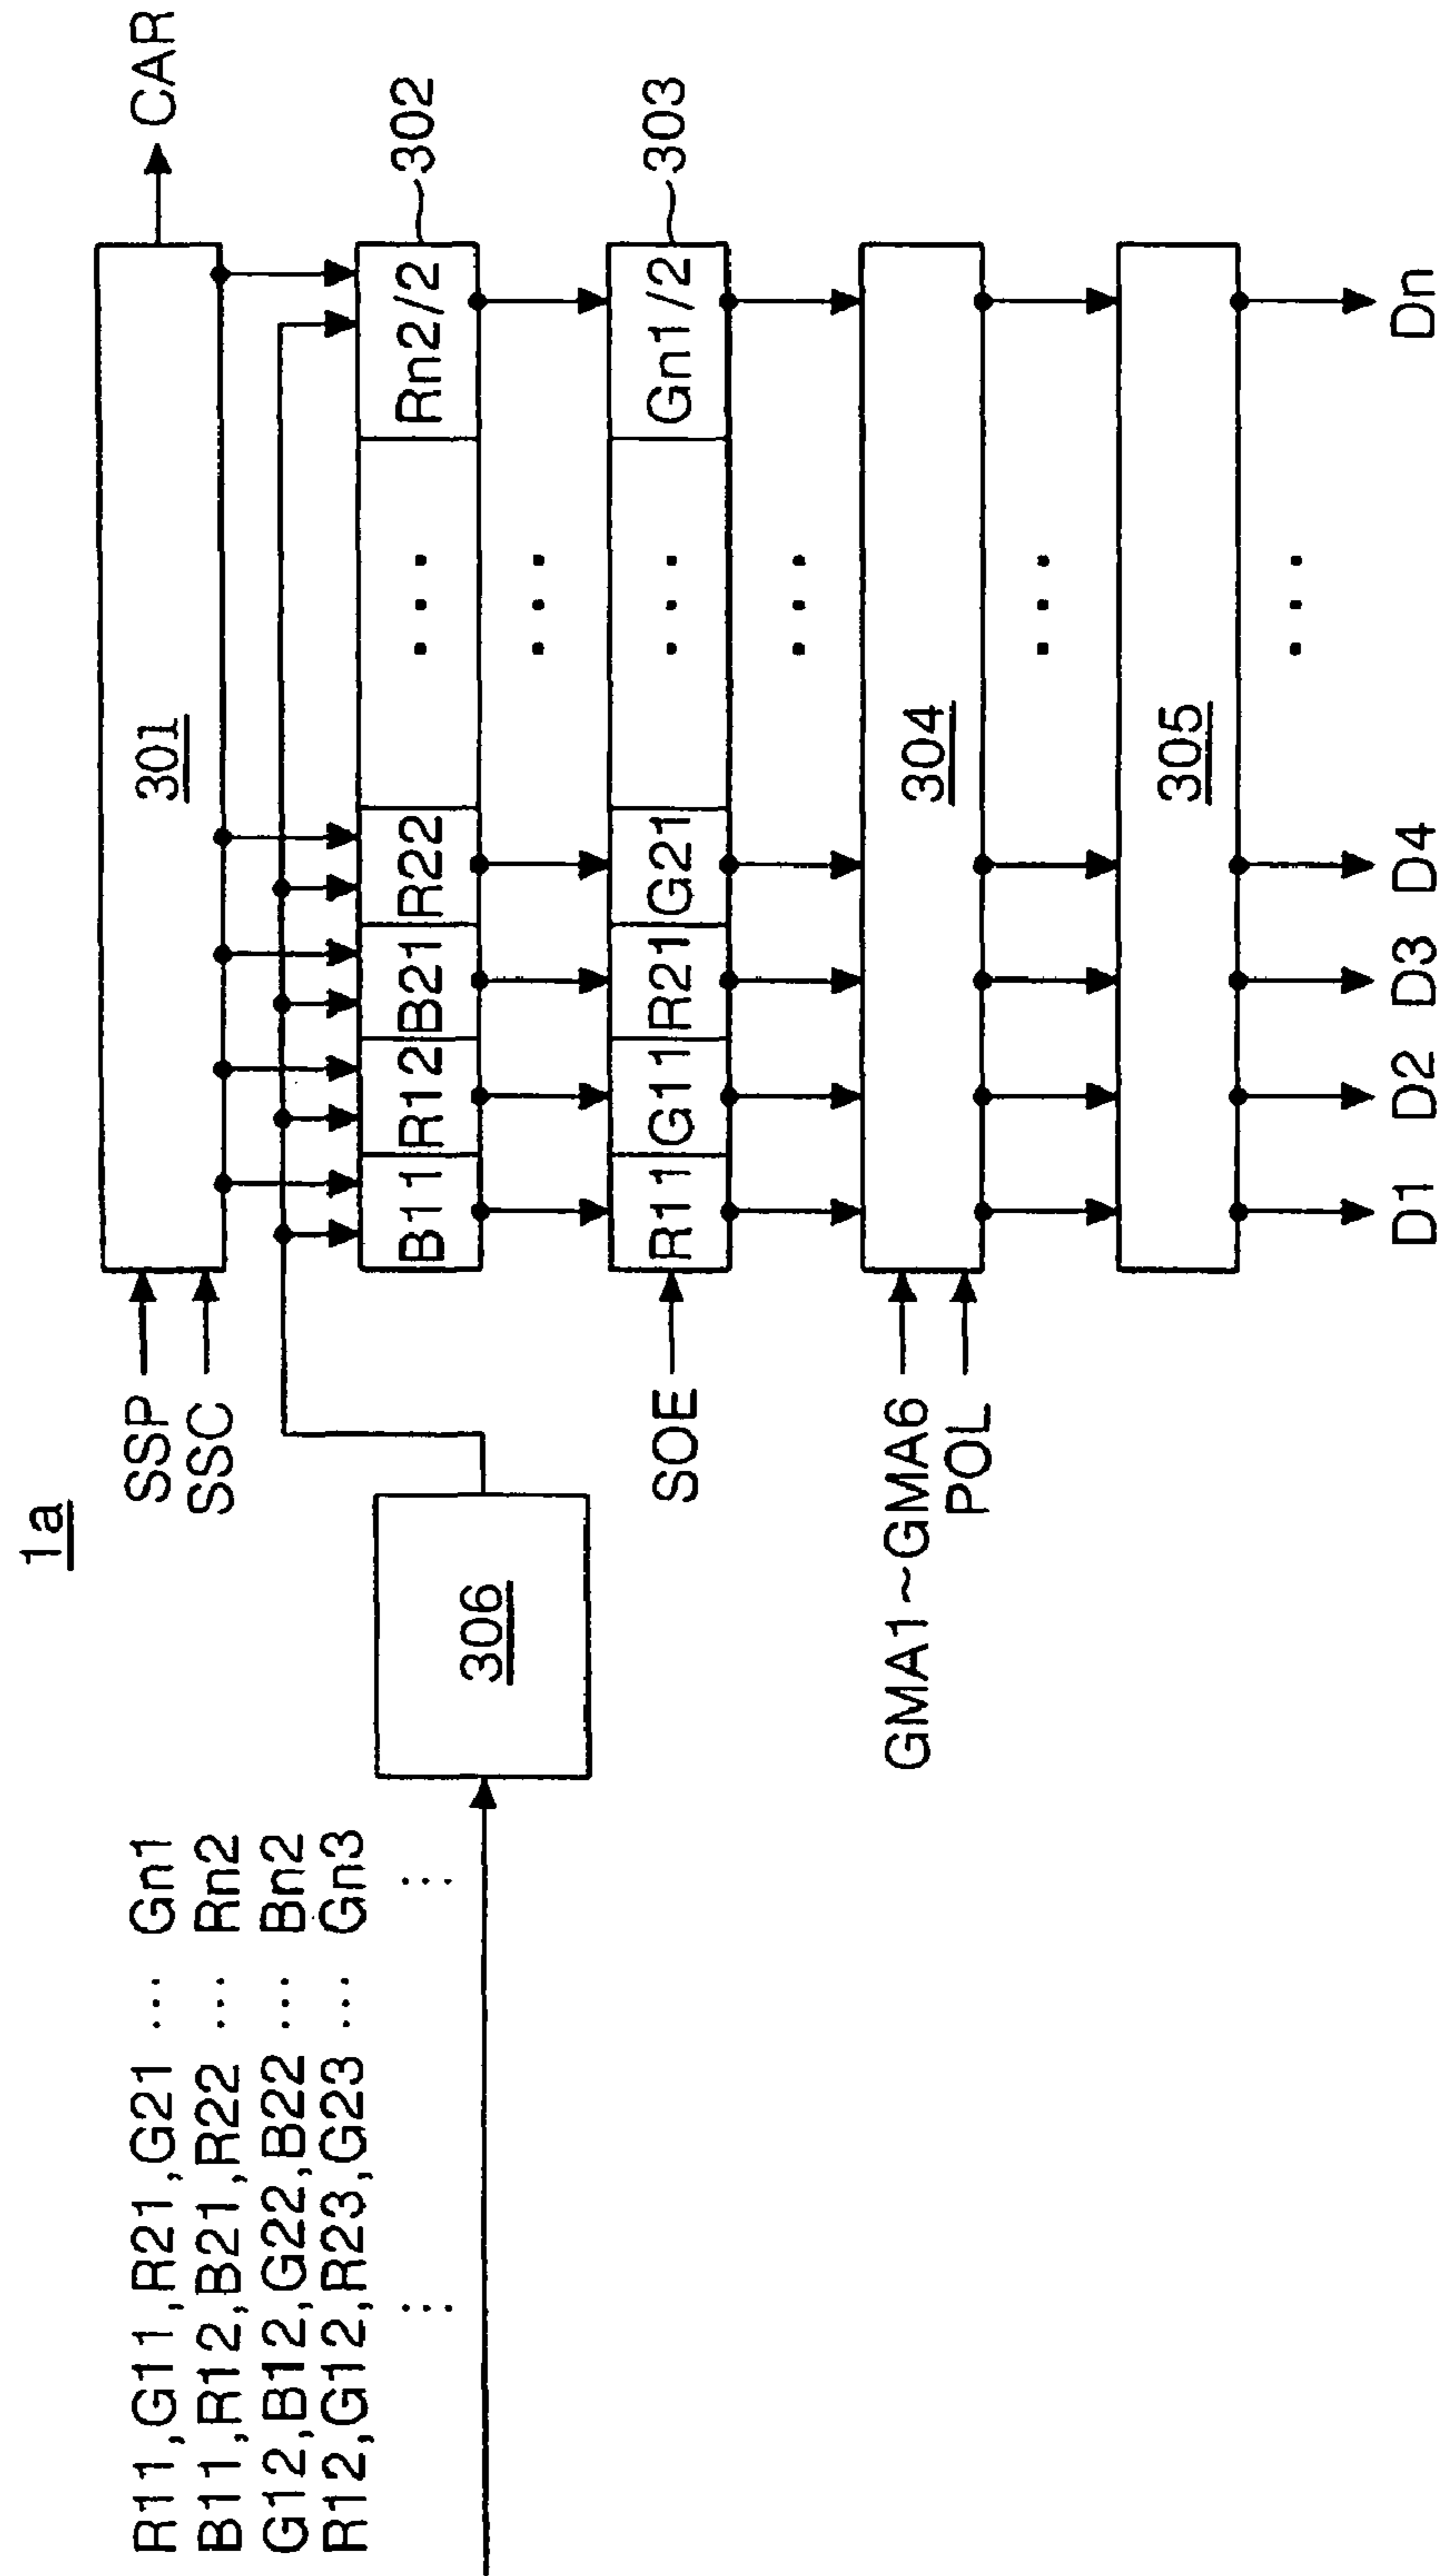 1a
SSP
SSC
301
CAR
R11,G11,R21,G21 ... Gn1
B11,R12,B21,R22 ... Rn2
G12,B12,G22,B22 ... Bn2
R12,G12,R23,G23 ... Gn3
306
B11 R12 B21 R22 ... Rn2/2
302
SOE
R11 G11 R21 G21 ... Gn1/2
303
GMA1~GMA6
POL
304
305
D1 D2 D3 D4 ... Dn